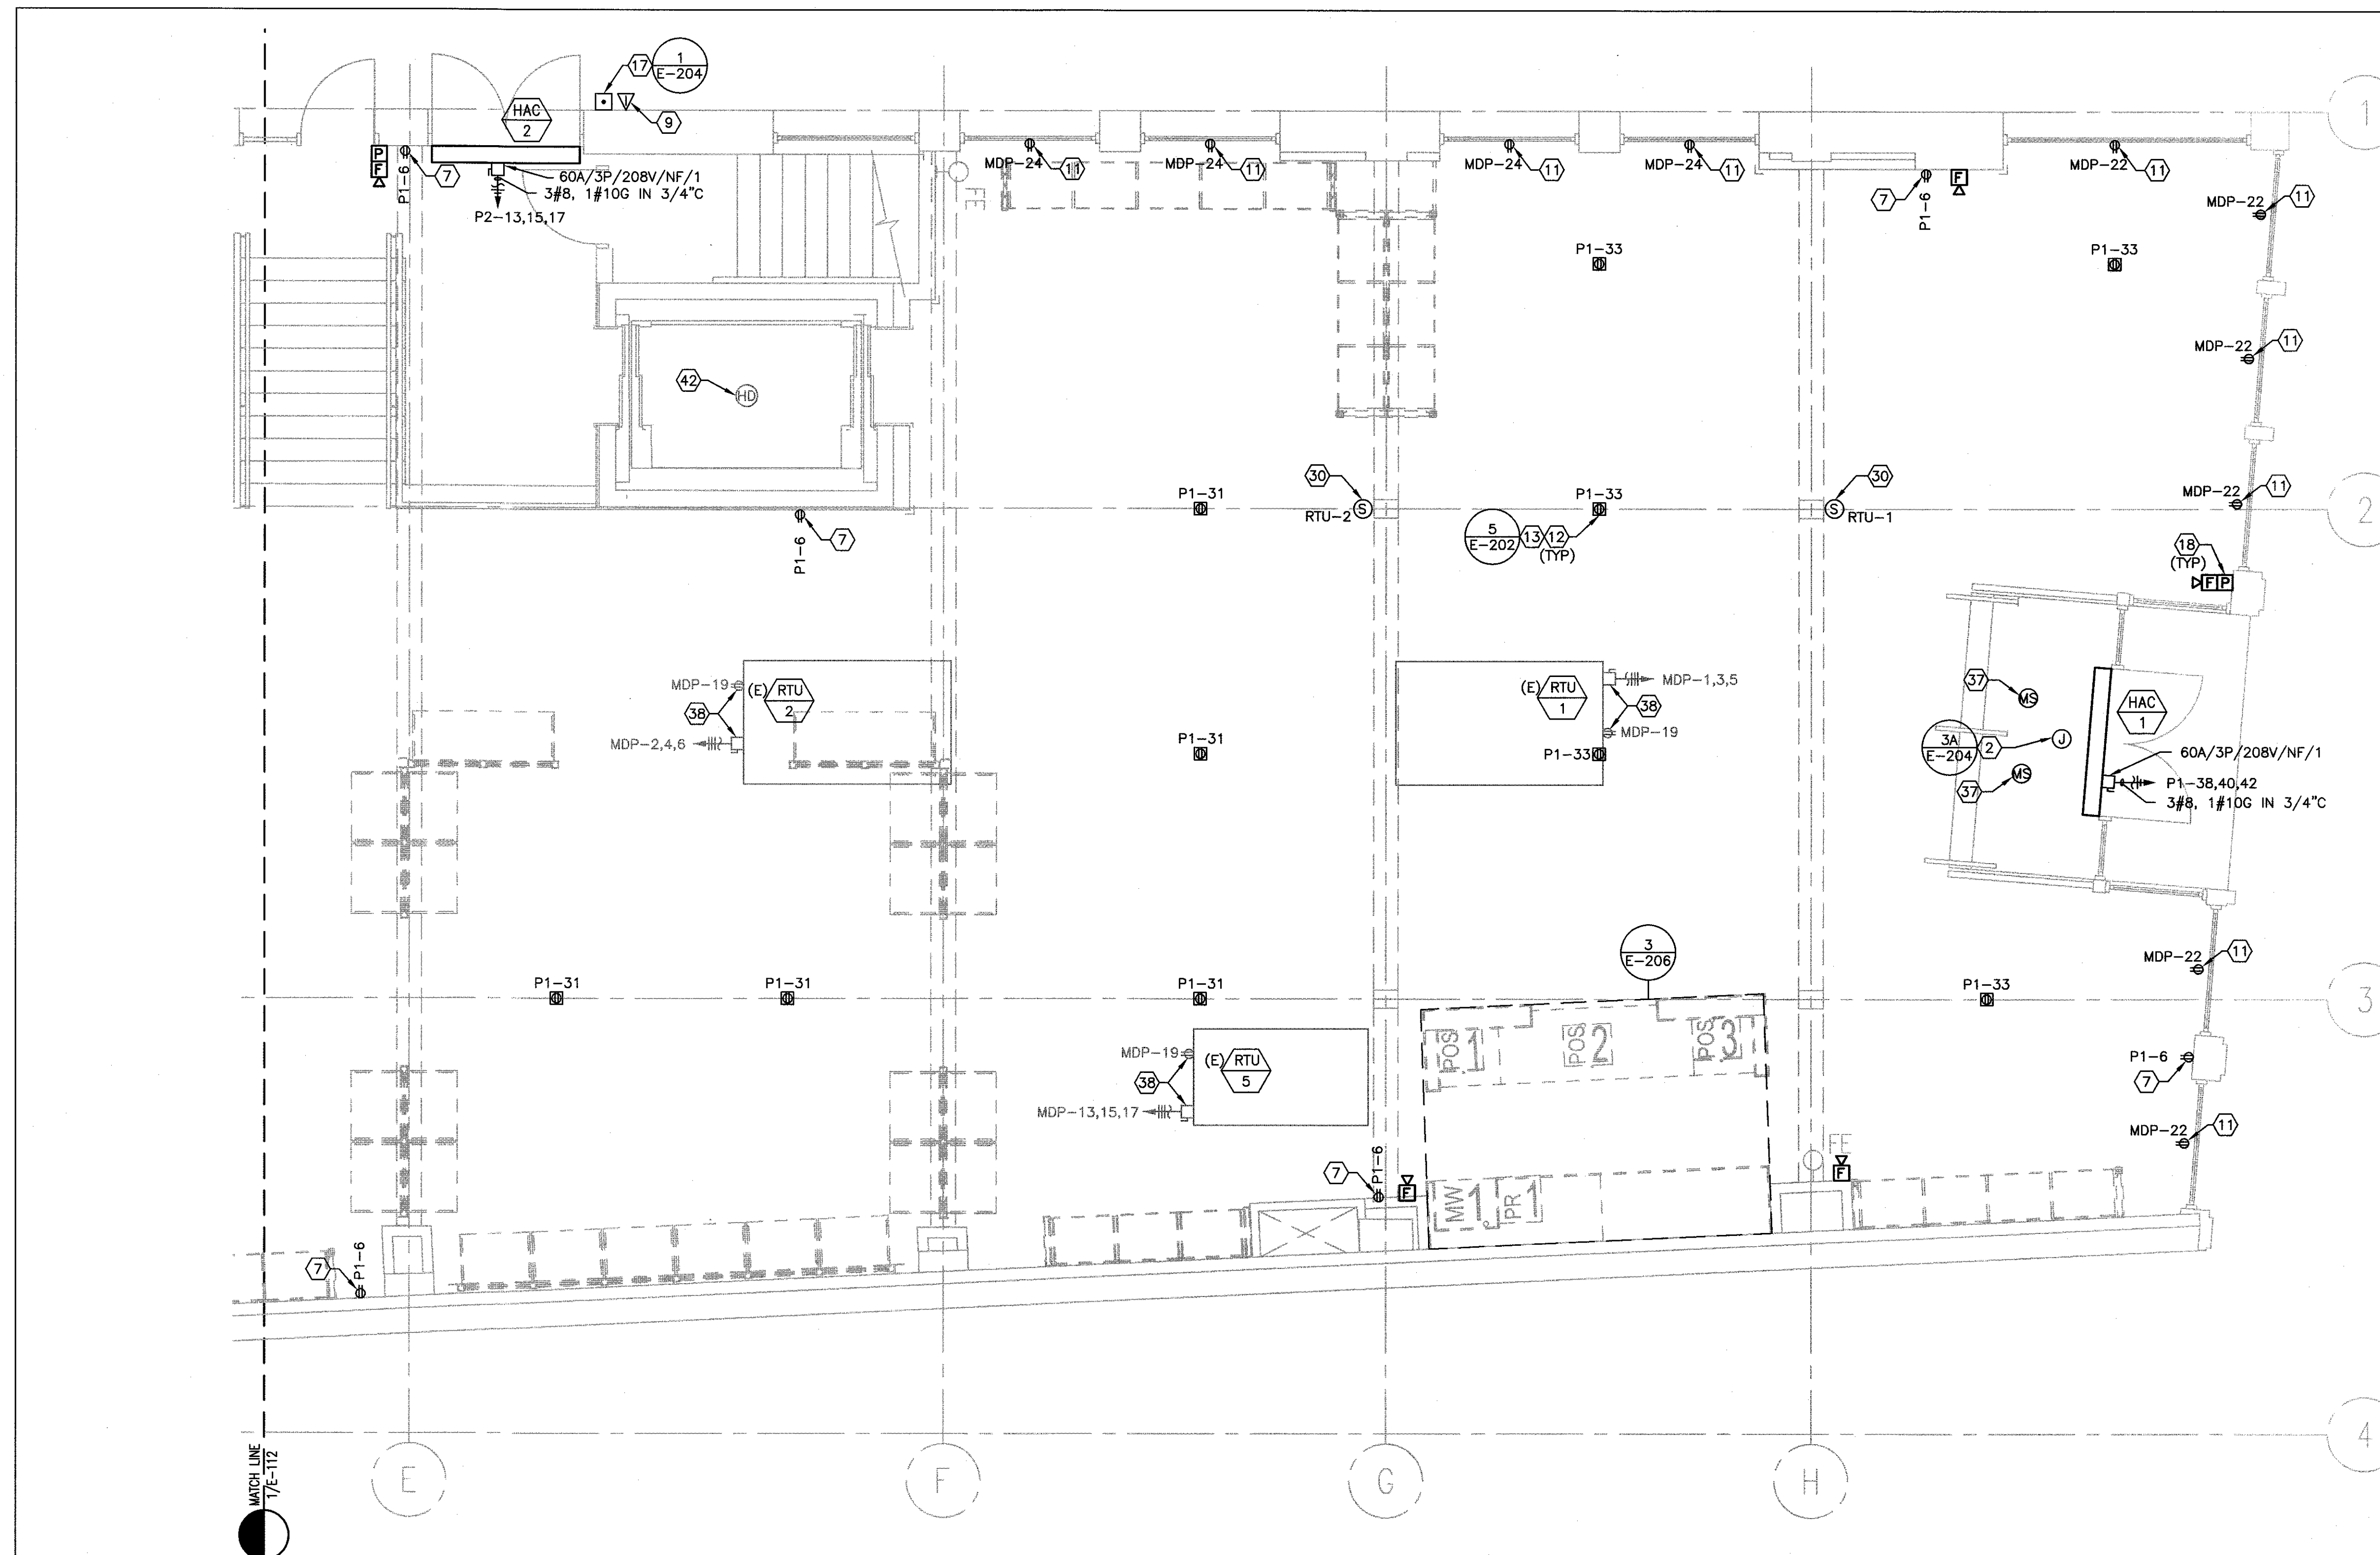 1
E-204
17
9
HAC
2
P
F
7
P1-6
60A/3P/208V/NF/1
3#8, 1#10G IN 3/4"C
P2-13,15,17
FE
MDP-24
11
MDP-24
11
MDP-24
11
MDP-24
11
MDP-22
11
1
7
P1-6
F
MDP-22
11
P1-33
P1-33
MDP-22
11
42
HD
P1-31
30
RTU-2
S
P1-33
5
E-202
13
12
(TYP)
30
S
RTU-1
MDP-22
11
2
P1-6
7
18
(TYP)
F
P
MDP-19
(E)
RTU
2
38
MDP-2,4,6
P1-31
(E)
RTU
1
MDP-1,3,5
38
MDP-19
P1-33
37
MS
3A
E-204
2
J
37
MS
HAC
1
60A/3P/208V/NF/1
P1-38,40,42
3#8, 1#10G IN 3/4"C
3
E-206
MDP-22
11
P1-31
P1-31
P1-31
P1-33
3
MDP-19
(E)
RTU
5
38
MDP-13,15,17
POS 1
POS 2
POS 3
P1-6
7
MDP-22
11
7
P1-6
F
MW 1
PR 1
FE
F
7
P1-6
4
MATCH LINE
1/E-112
E
F
G
H